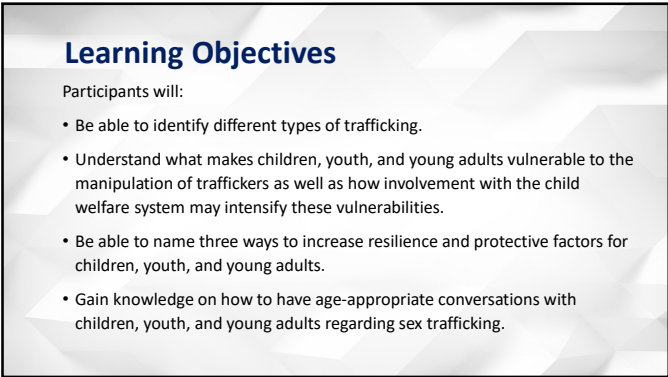 Learning Objectives
Participants will:
• Be able to identify different types of trafficking.
• Understand what makes children, youth, and young adults vulnerable to the
manipulation of traffickers as well as how involvement with the child
welfare system may intensify these vulnerabilities.
• Be able to name three ways to increase resilience and protective factors for
children, youth, and young adults.
• Gain knowledge on how to have age-appropriate conversations with
children, youth, and young adults regarding sex trafficking.